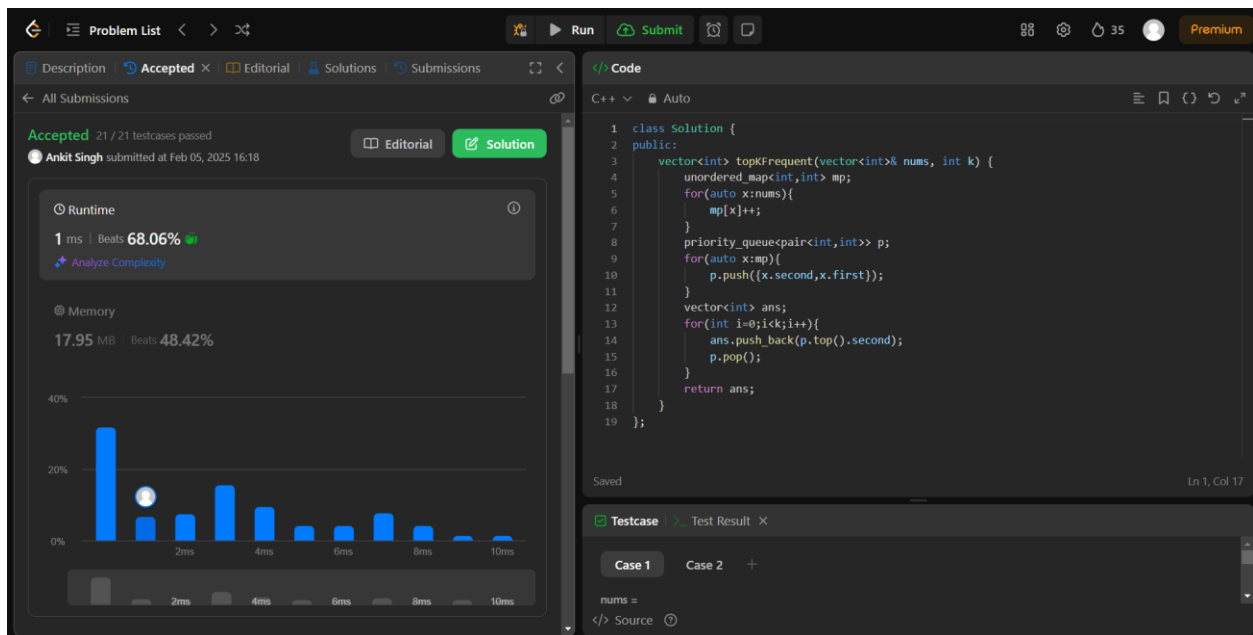 Problem List
Run
Submit
35
Premium
Description
Accepted
Editorial
Solutions
Submissions
All Submissions
Accepted 21 / 21 testcases passed
Ankit Singh submitted at Feb 05, 2025 16:18
Editorial
Solution
Runtime
1 ms | Beats 68.06%
Analyze Complexity
Memory
17.95 MB | Beats 48.42%
40%
20%
0%
2ms 4ms 6ms 8ms 10ms
2ms 4ms 6ms 8ms 10ms
</> Code
C++ Auto
1 class Solution {
2 public:
3     vector<int> topKFrequent(vector<int>& nums, int k) {
4         unordered_map<int,int> mp;
5         for(auto x:nums){
6             mp[x]++;
7         }
8         priority_queue<pair<int,int>> p;
9         for(auto x:mp){
10             p.push({x.second,x.first});
11         }
12         vector<int> ans;
13         for(int i=0;i<k;i++){
14             ans.push_back(p.top().second);
15             p.pop();
16         }
17         return ans;
18     }
19 };
Saved
Ln 1, Col 17
Testcase
>_ Test Result
Case 1
Case 2
nums =
</> Source